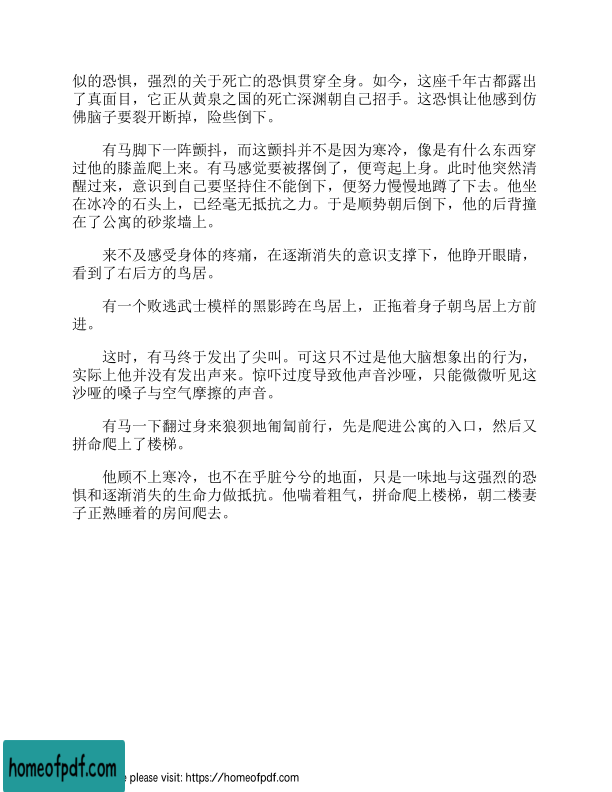 似的恐惧，强烈的关于死亡的恐惧贯穿全身。如今，这座千年古都露出
了真面目，它正从黄泉之国的死亡深渊朝自己招手。这恐惧让他感到仿
佛脑子要裂开断掉，险些倒下。
有马脚下一阵颤抖，而这颤抖并不是因为寒冷，像是有什么东西穿
过他的膝盖爬上来。有马感觉要被撂倒了，便弯起上身。此时他突然清
醒过来，意识到自己要坚持住不能倒下，便努力慢慢地蹲了下去。他坐
在冰冷的石头上，已经毫无抵抗之力。于是顺势朝后倒下，他的后背撞
在了公寓的砂浆墙上。
来不及感受身体的疼痛，在逐渐消失的意识支撑下，他睁开眼睛，
看到了右后方的鸟居。
有一个败逃武士模样的黑影跨在鸟居上，正拖着身子朝鸟居上方前
进。
这时，有马终于发出了尖叫。可这只不过是他大脑想象出的行为，
实际上他并没有发出声来。惊吓过度导致他声音沙哑，只能微微听见这
沙哑的嗓子与空气摩擦的声音。
有马一下翻过身来狼狈地匍匐前行，先是爬进公寓的入口，然后又
拼命爬上了楼梯。
他顾不上寒冷，也不在乎脏兮兮的地面，只是一味地与这强烈的恐
惧和逐渐消失的生命力做抵抗。他喘着粗气，拼命爬上楼梯，朝二楼妻
子正熟睡着的房间爬去。
homeofpdf.com
e please visit: https://homeofpdf.com